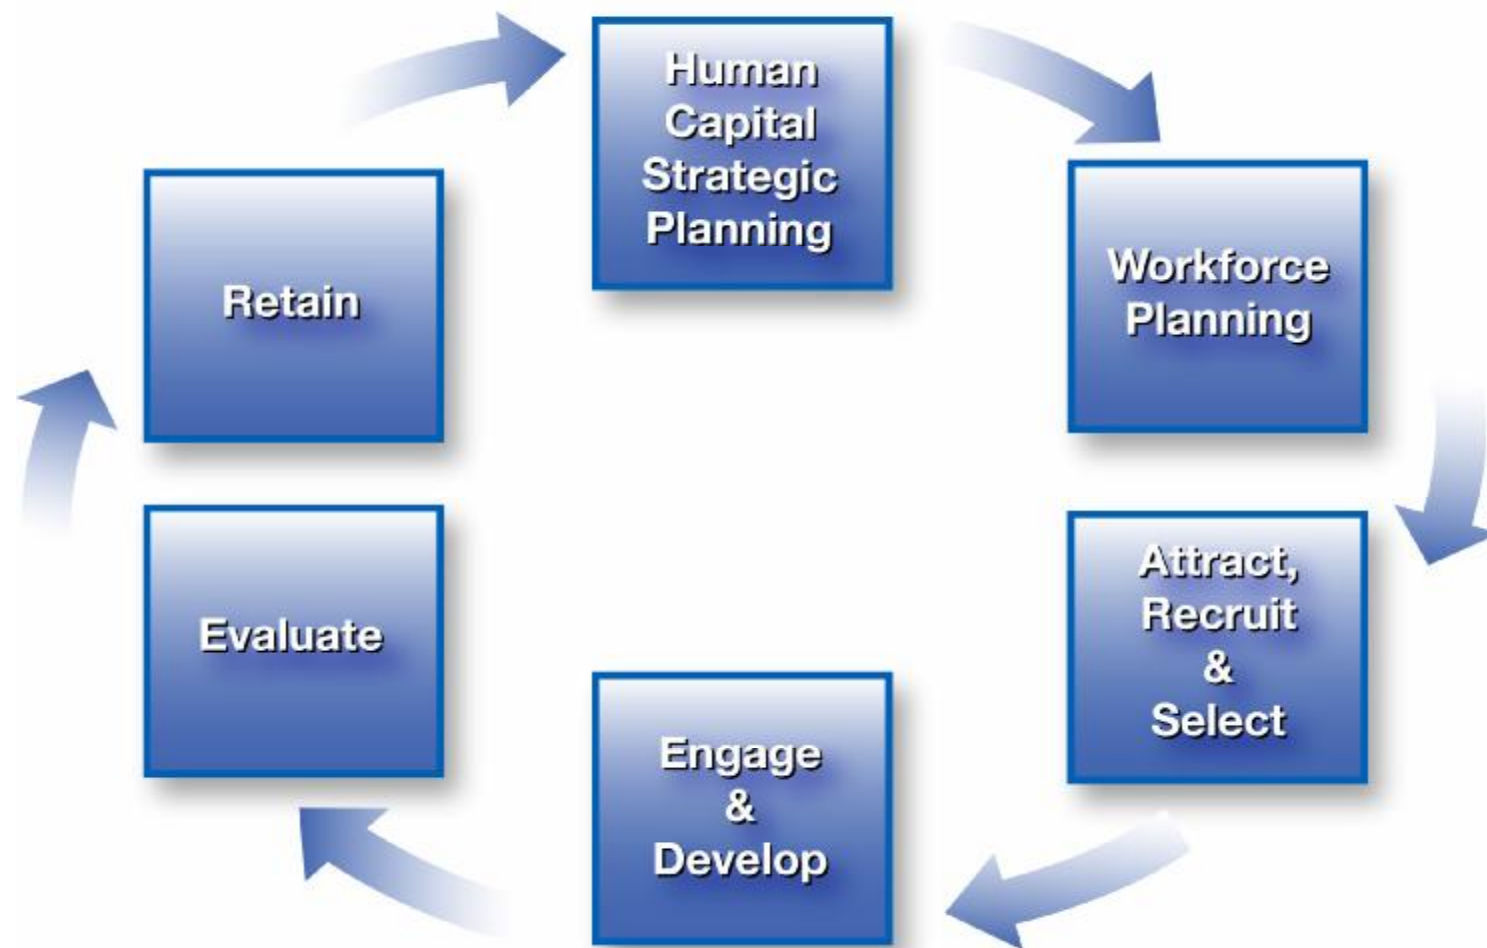 Human
Capital
Strategic
Planning
Workforce
Planning
Attract,
Recruit
&
Select
Engage
&
Develop
Evaluate
Retain